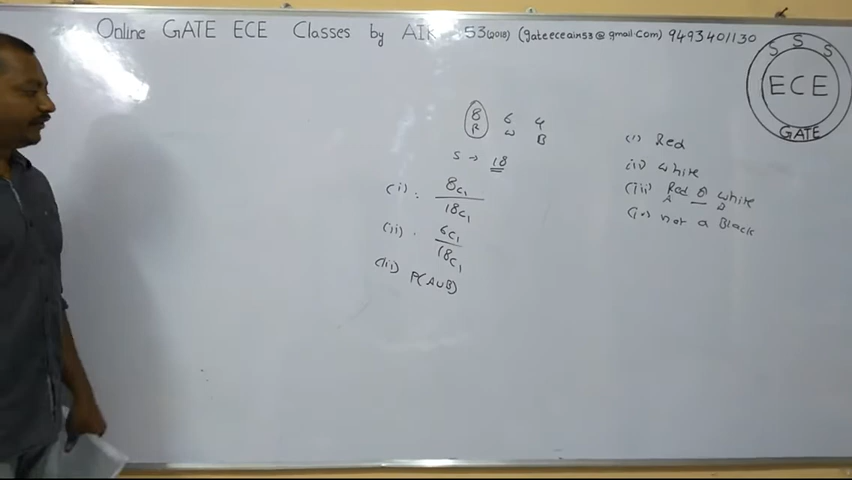 Online GATE ECE Classes by AIR 53(2018) (gateeceair53@gmail.com) 9493401130
S S S
ECE
GATE
8 6 4
R W B
S → 18
(i) Red
(ii) white
(iii) Red or white
A B
(iv) not a Black
(i) : 8C1 / 18C1
(ii) . 6C1 / 18C1
(iii) P(A∪B)